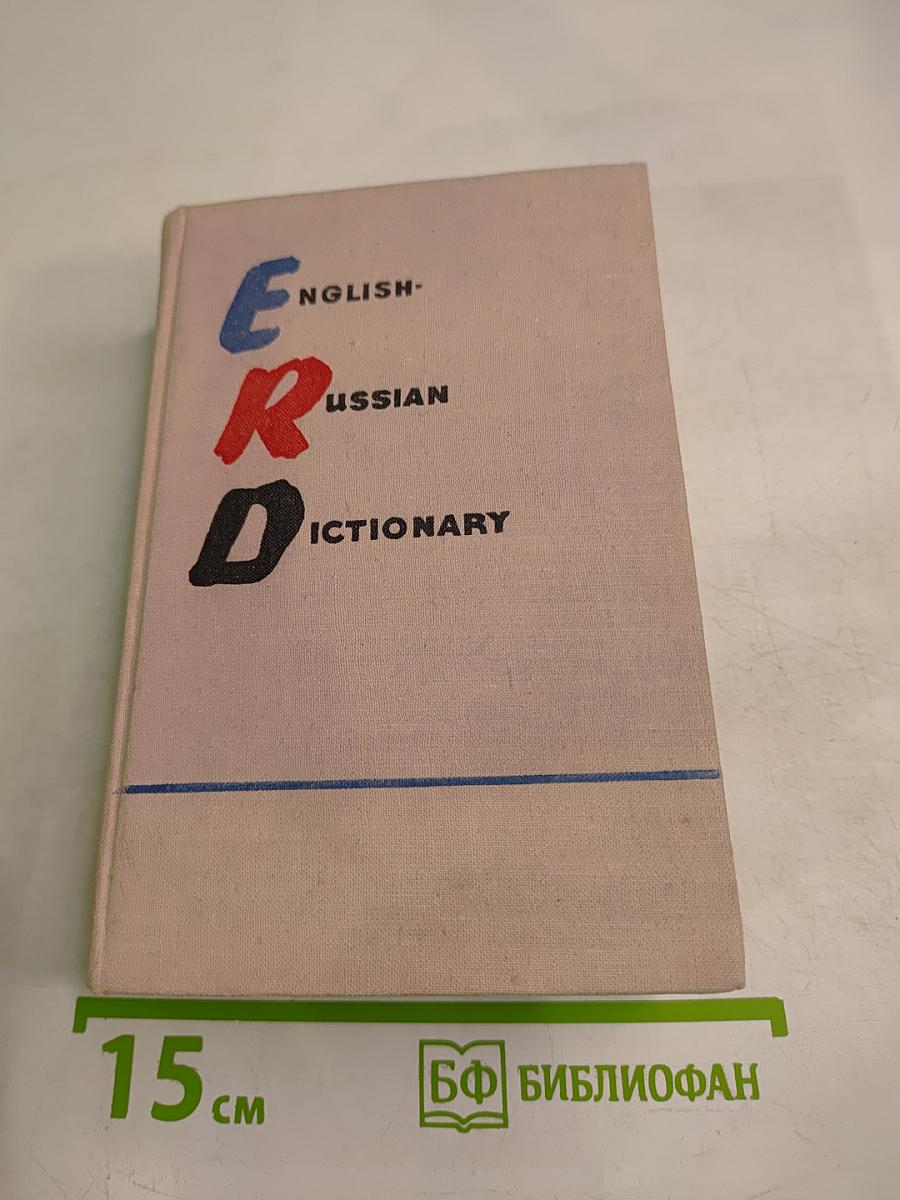 ENGLISH-
RUSSIAN
DICTIONARY
15 см
БФ БИБЛИОФАН